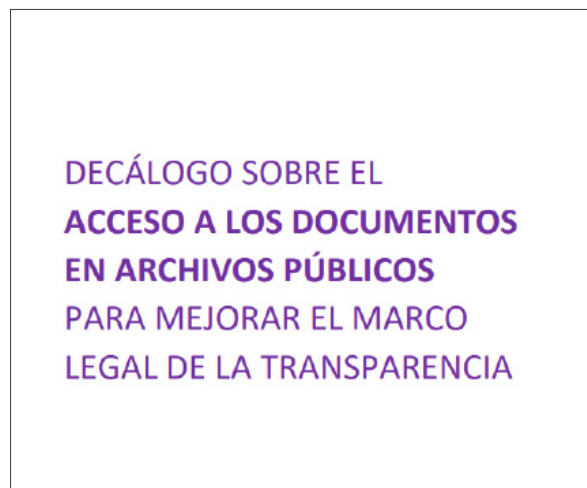 DECÁLOGO SOBRE EL
ACCESO A LOS DOCUMENTOS
EN ARCHIVOS PÚBLICOS
PARA MEJORAR EL MARCO
LEGAL DE LA TRANSPARENCIA